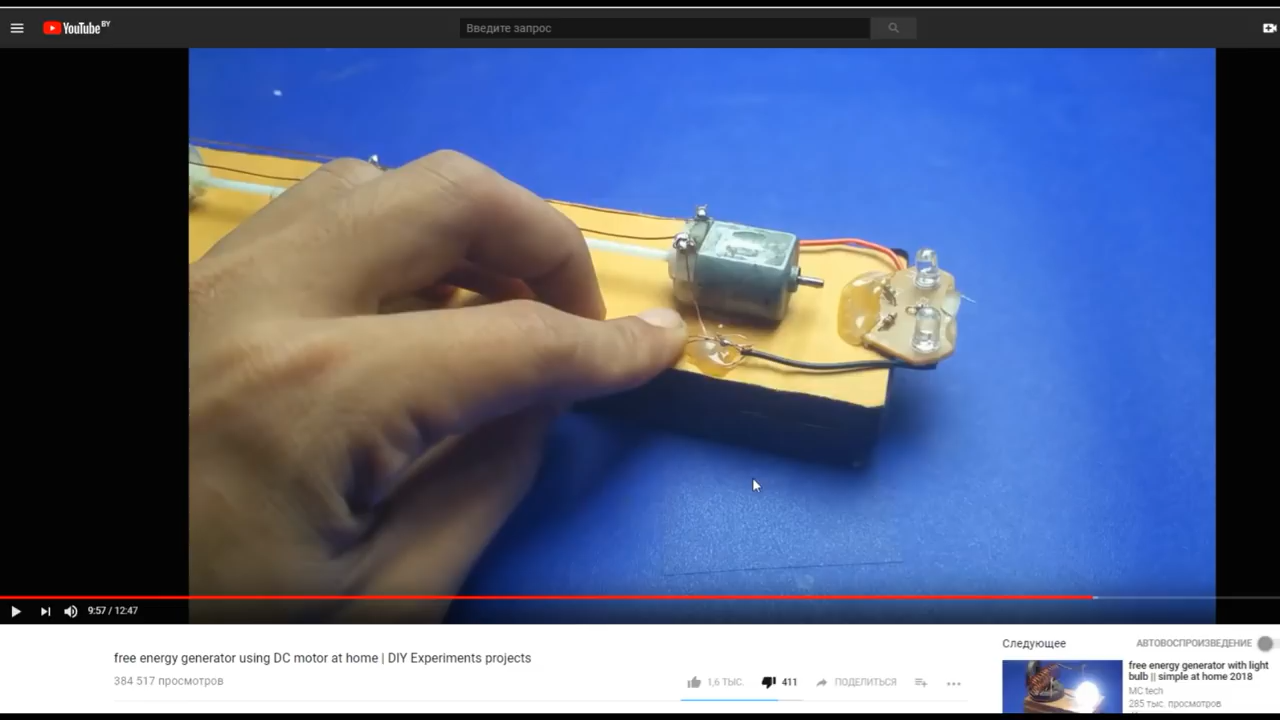 YouTube BY
Введите запрос
9:57 / 12:47
free energy generator using DC motor at home | DIY Experiments projects
384 517 просмотров
1,6 ТЫС.
411
ПОДЕЛИТЬСЯ
Следующее
АВТОВОСПРОИЗВЕДЕНИЕ
free energy generator with light
bulb || simple at home 2018
MC tech
285 тыс. просмотров